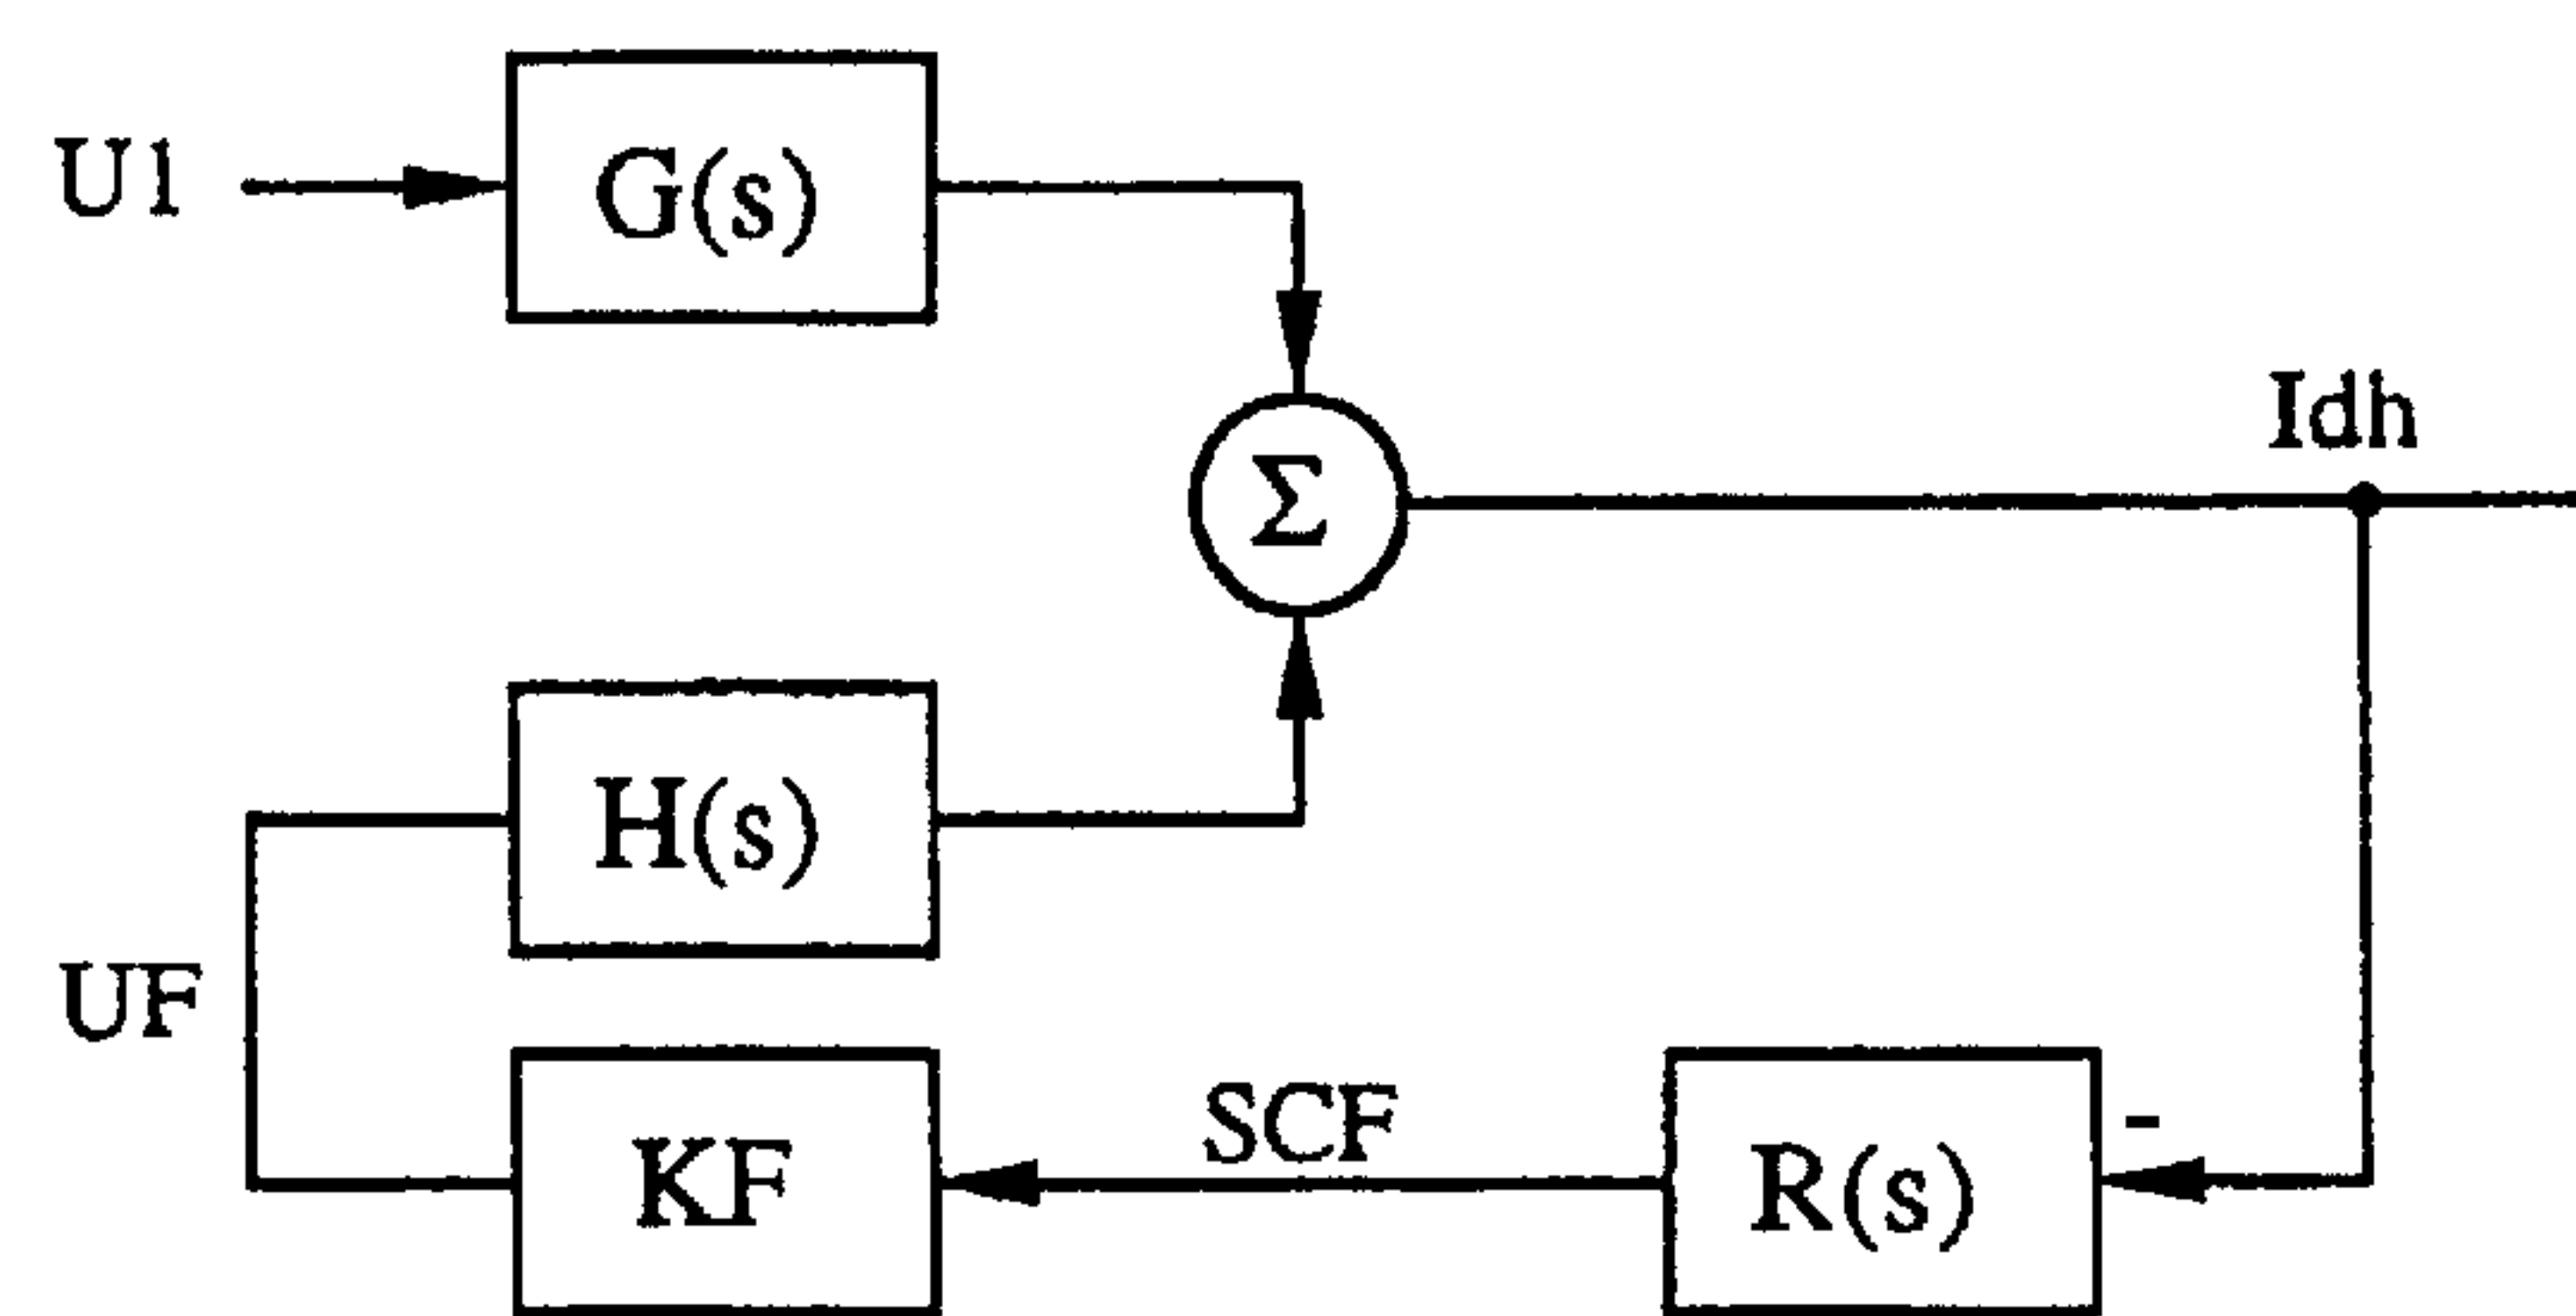 U1
G(s)
Σ
Idh
H(s)
UF
KF
SCF
R(s)
-